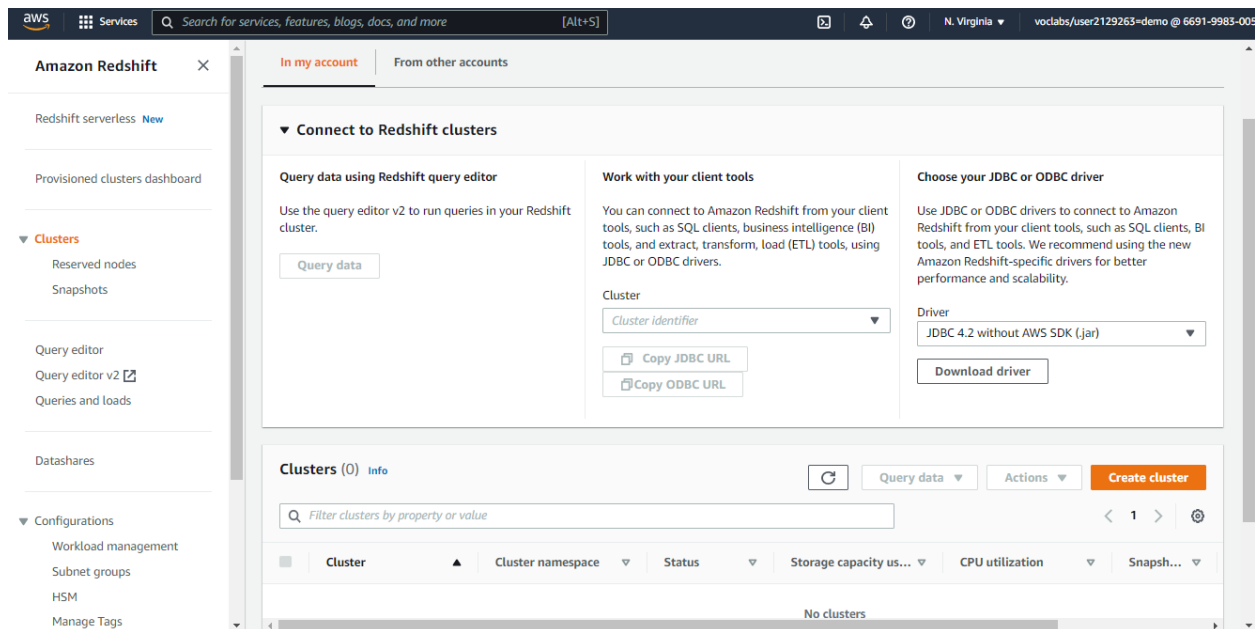 aws
Services
Search for services, features, blogs, docs, and more
[Alt+S]
N. Virginia
voclabs/user2129263=demo @ 6691-9983-005
Amazon Redshift
Redshift serverless New
Provisioned clusters dashboard
Clusters
Reserved nodes
Snapshots
Query editor
Query editor v2
Queries and loads
Datashares
Configurations
Workload management
Subnet groups
HSM
Manage Tags
In my account
From other accounts
Connect to Redshift clusters
Query data using Redshift query editor
Use the query editor v2 to run queries in your Redshift
cluster.
Query data
Work with your client tools
You can connect to Amazon Redshift from your client
tools, such as SQL clients, business intelligence (BI)
tools, and extract, transform, load (ETL) tools, using
JDBC or ODBC drivers.
Cluster
Cluster identifier
Copy JDBC URL
Copy ODBC URL
Choose your JDBC or ODBC driver
Use JDBC or ODBC drivers to connect to Amazon
Redshift from your client tools, such as SQL clients, BI
tools, and ETL tools. We recommend using the new
Amazon Redshift-specific drivers for better
performance and scalability.
Driver
JDBC 4.2 without AWS SDK (.jar)
Download driver
Clusters (0) Info
Query data
Actions
Create cluster
Filter clusters by property or value
1
Cluster
Cluster namespace
Status
Storage capacity us...
CPU utilization
Snapsh...
No clusters